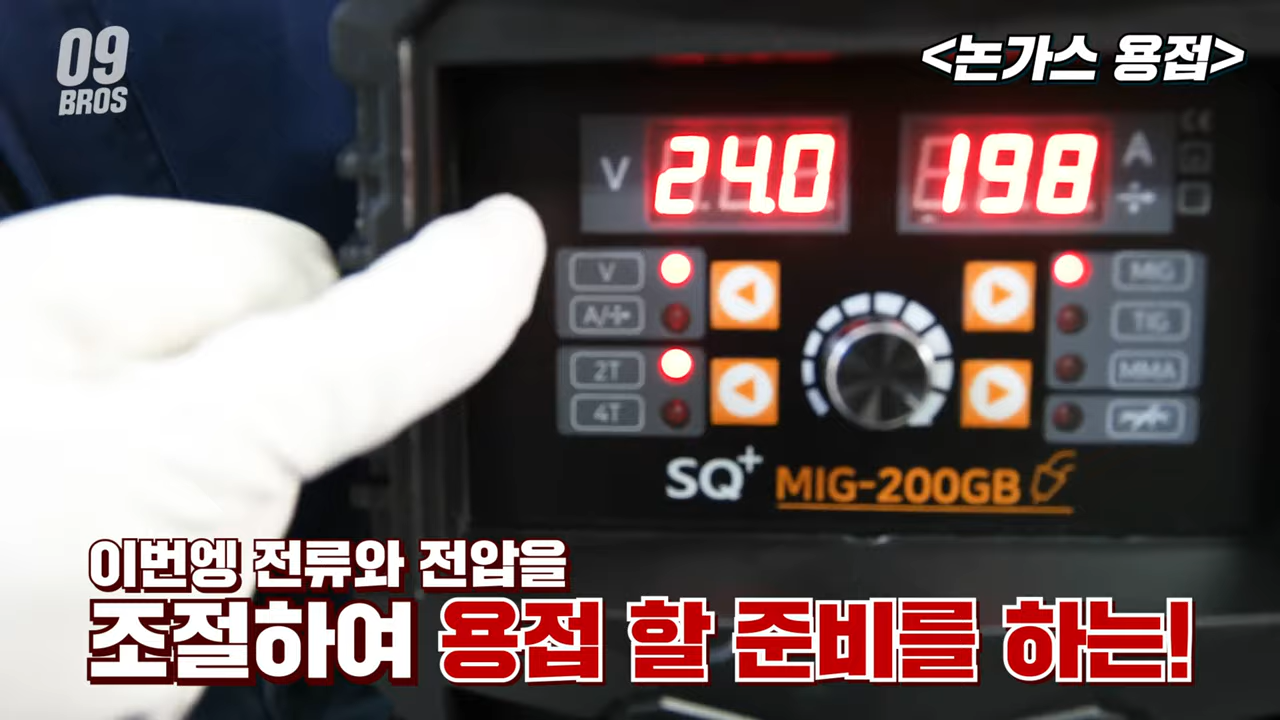 09
BROS
<논가스 용접>
V 24.0 198 A
V
A/
2T
4T
MIG
TIG
MMA
SQ+ MIG-200GB
이번엥 전류와 전압을
조절하여 용접 할 준비를 하는!